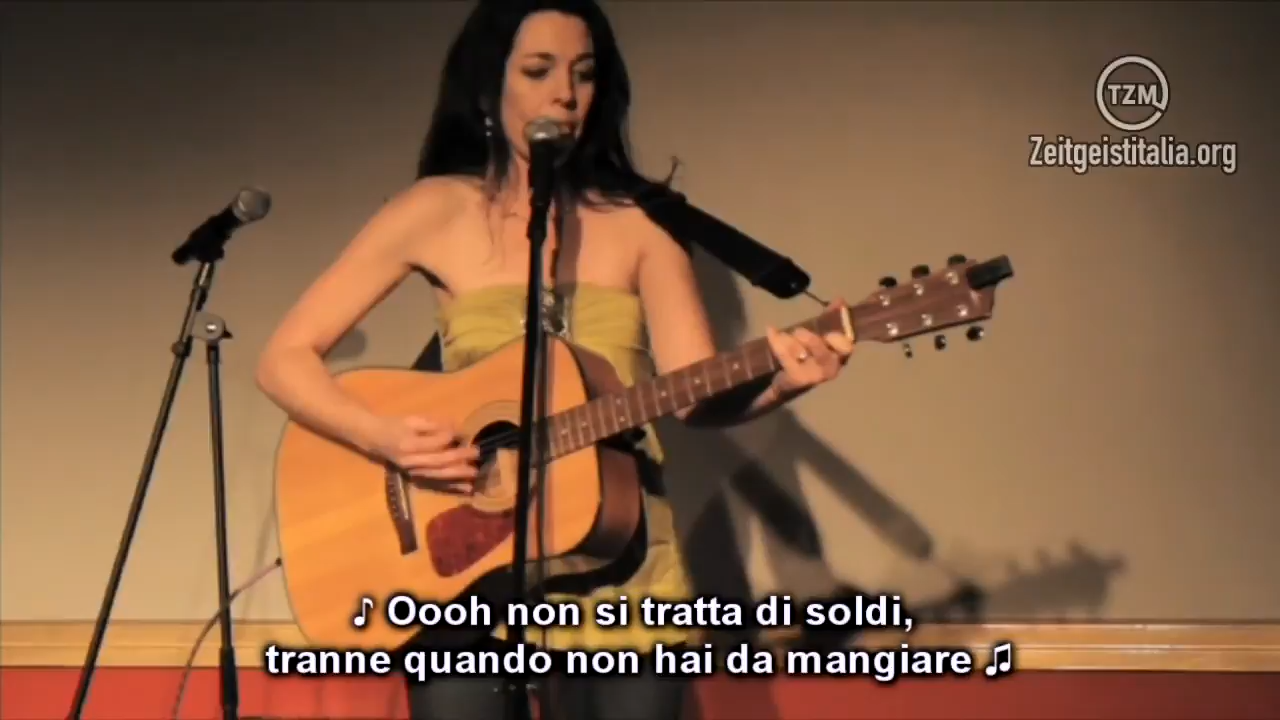 TZM
Zeitgeistitalia.org
♪ Oooh non si tratta di soldi,
tranne quando non hai da mangiare ♫